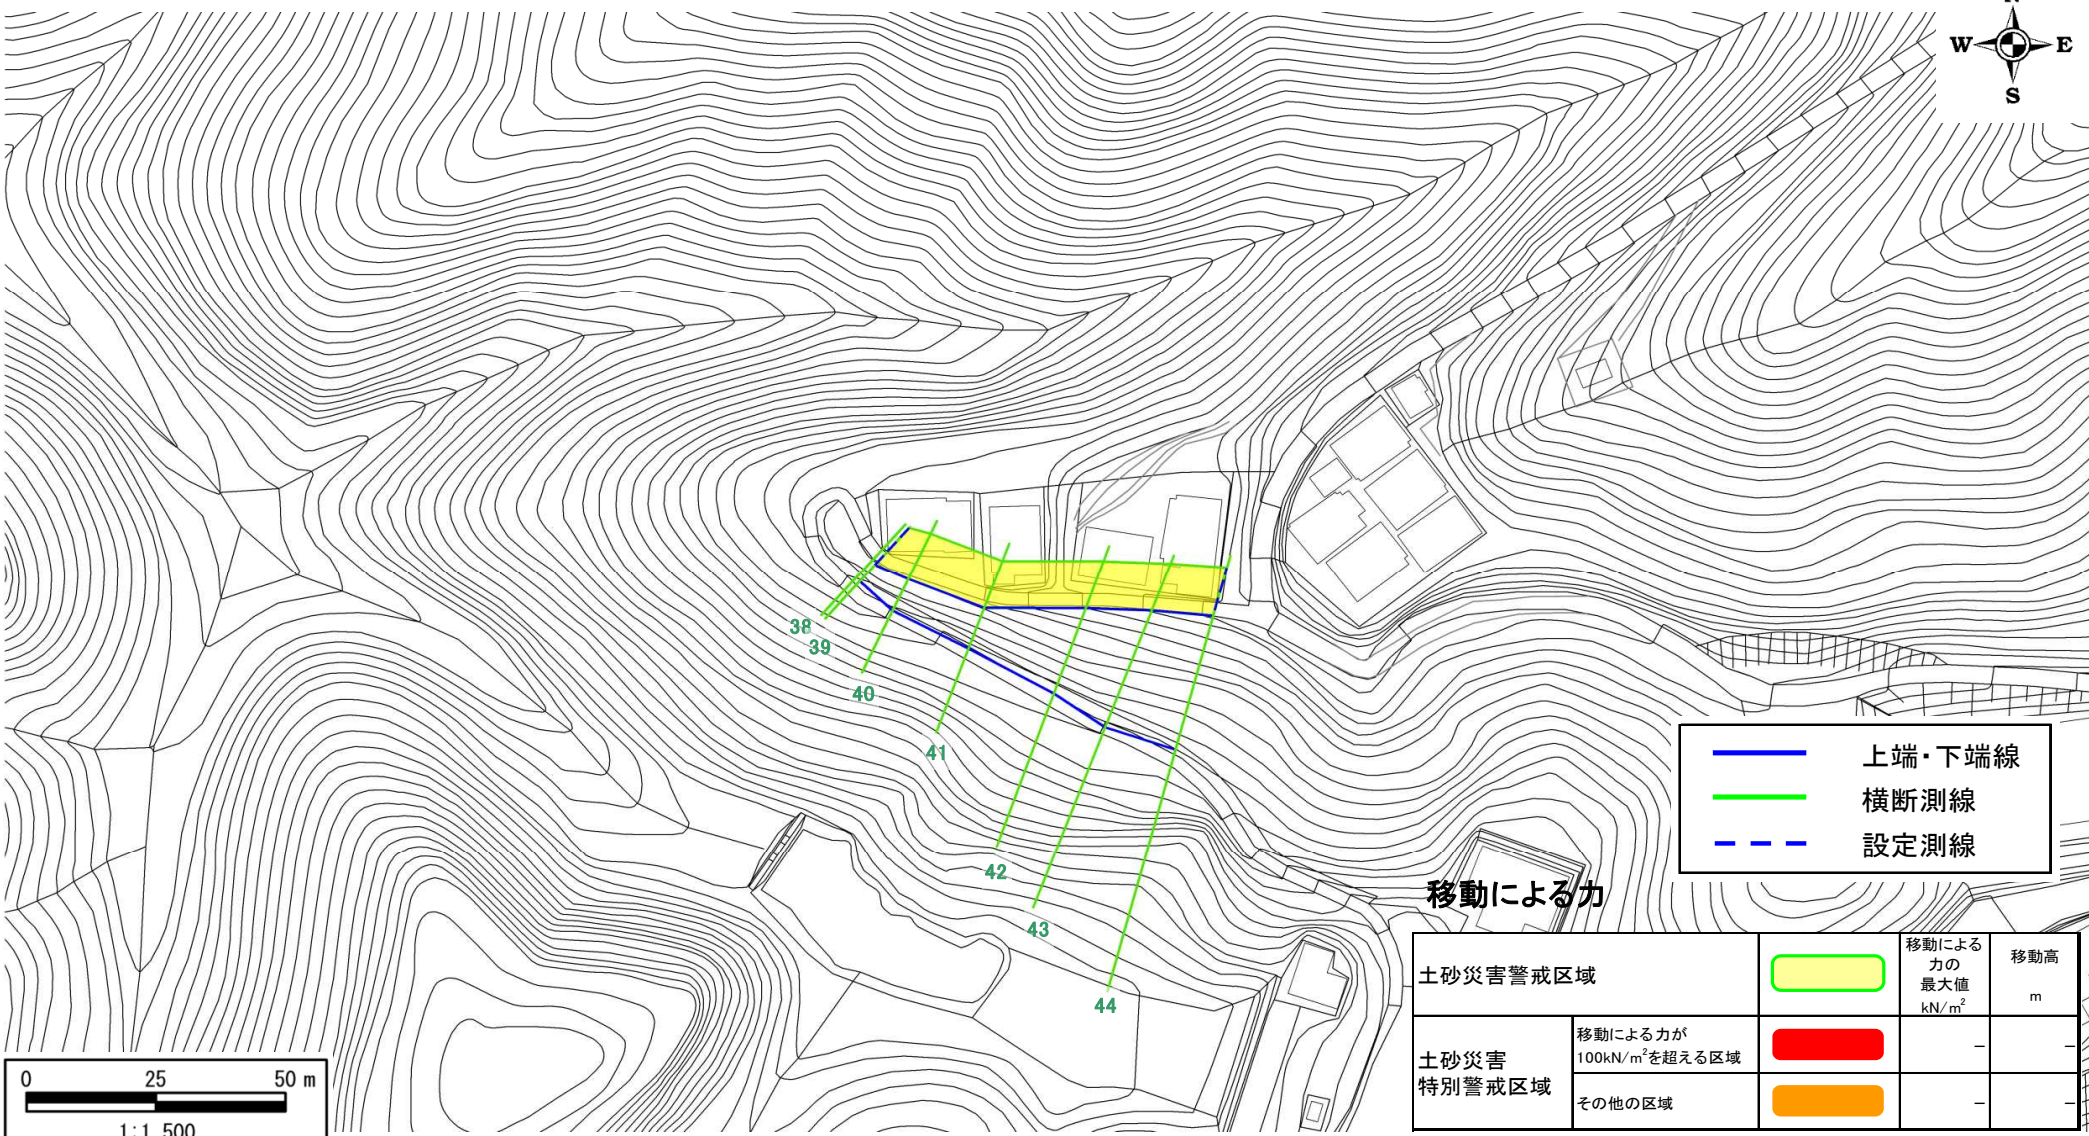 N
W E
S
38
39
40
41
42
43
44
上端・下端線
横断測線
設定測線
移動による力
土砂災害警戒区域
移動による
力の
最大値
kN/m²
移動高
m
土砂災害
特別警戒区域
移動による力が
100kN/m²を超える区域
－ －
その他の区域
－ －
0 25 50 m
1:1,500